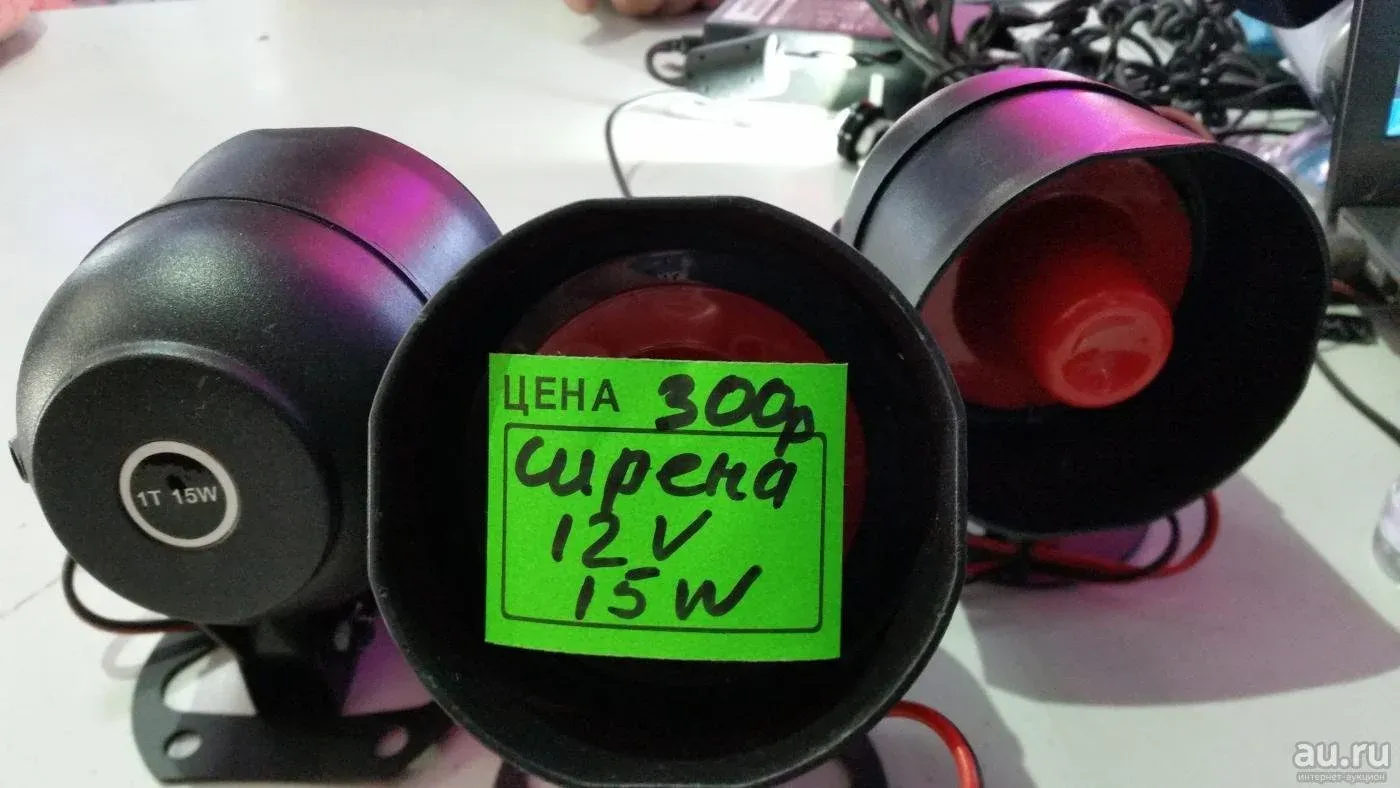 ЦЕНА 300р
сирена
12V
15W
1T 15W
au.ru
интернет-аукцион